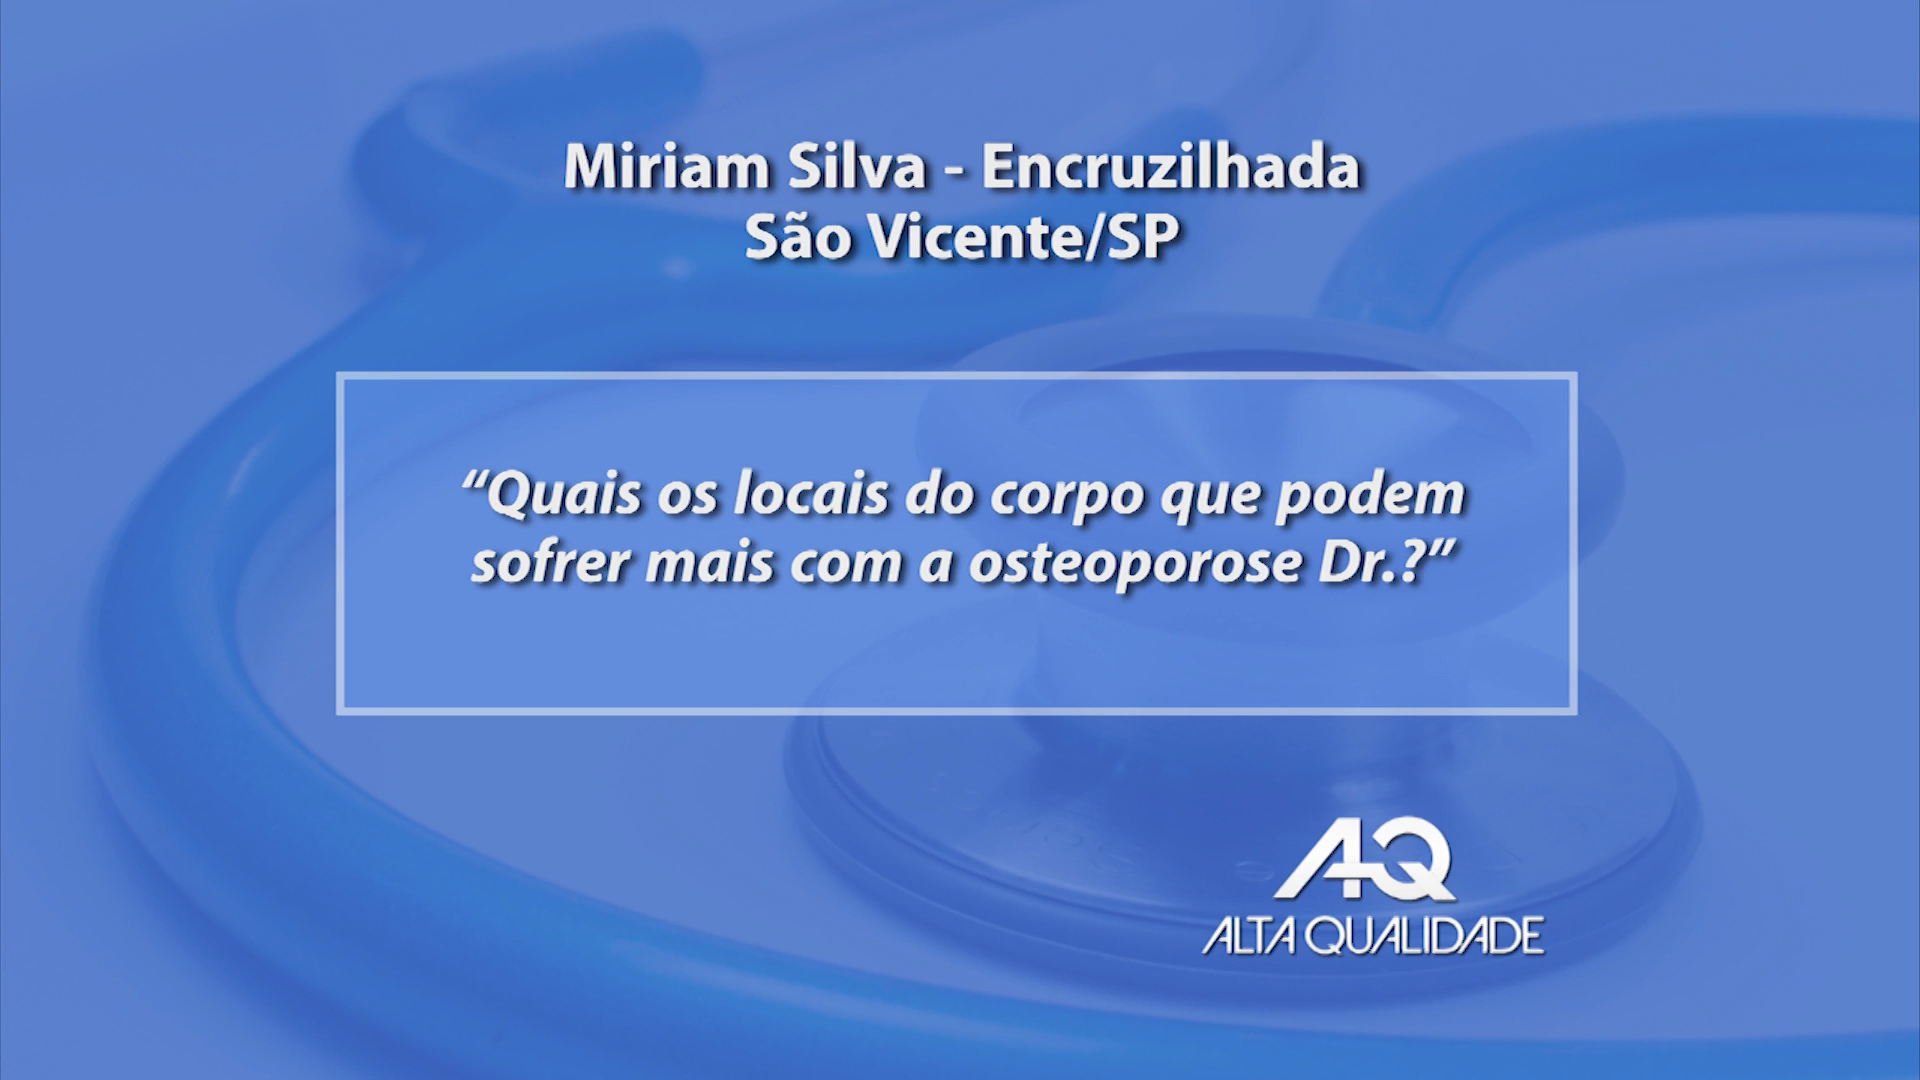 Miriam Silva - Encruzilhada
São Vicente/SP
“Quais os locais do corpo que podem
sofrer mais com a osteoporose Dr.?”
AQ
ALTA QUALIDADE